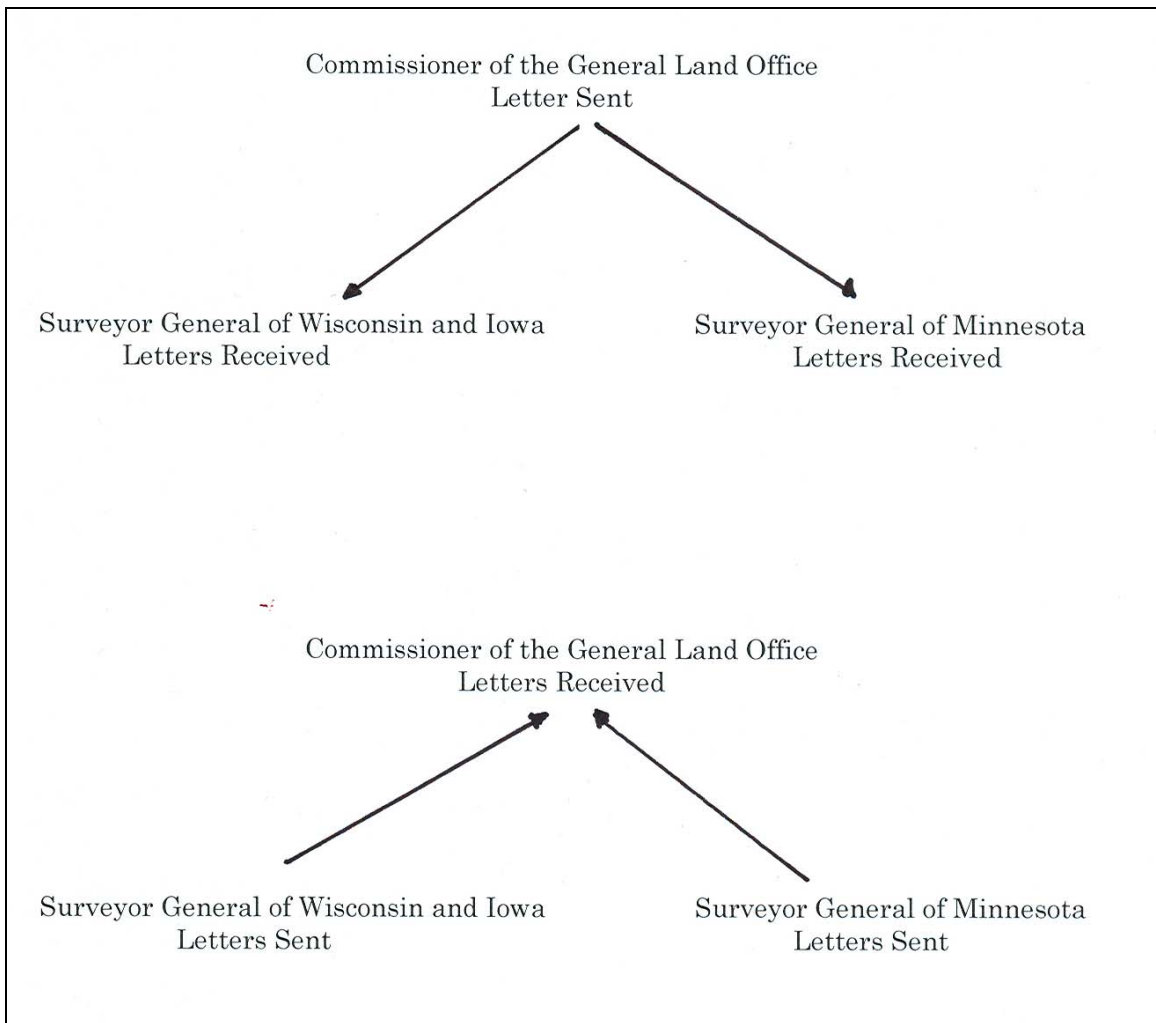 Commissioner of the General Land Office
Letter Sent
Surveyor General of Wisconsin and Iowa
Letters Received
Surveyor General of Minnesota
Letters Received
Commissioner of the General Land Office
Letters Received
Surveyor General of Wisconsin and Iowa
Letters Sent
Surveyor General of Minnesota
Letters Sent